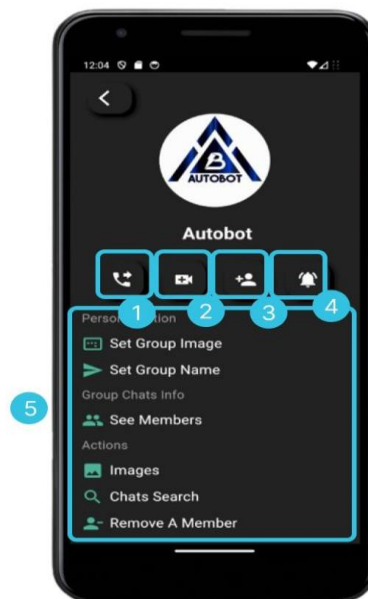 12:04
B
AUTOBOT
Autobot
1
2
3
4
5
Set Group Image
Set Group Name
Group Chats Info
See Members
Actions
Images
Chats Search
Remove A Member